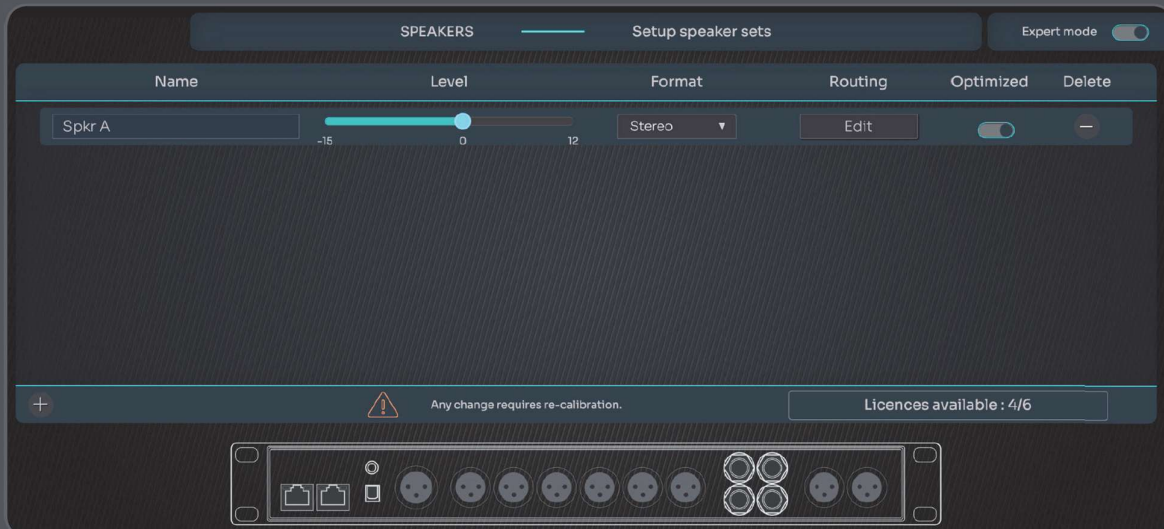 SPEAKERS Setup speaker sets Expert mode
Name Level Format Routing Optimized Delete
Spkr A Stereo ▼ Edit −
-15 0 12
+ Any change requires re-calibration. Licences available : 4/6